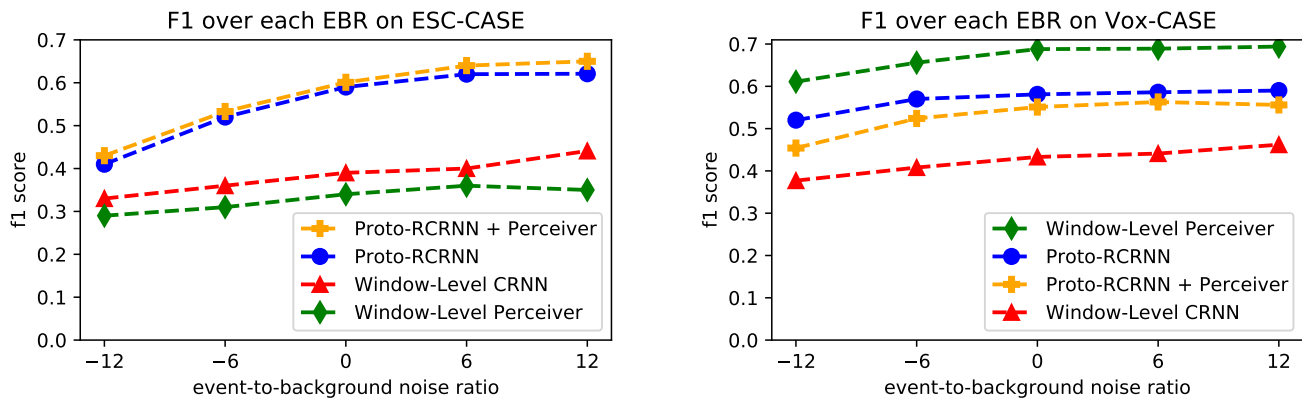 F1 over each EBR on ESC-CASE
0.7
0.6
0.5
0.4
0.3
0.2
0.1
0.0
f1 score
Proto-RCRNN + Perceiver
Proto-RCRNN
Window-Level CRNN
Window-Level Perceiver
−12 −6 0 6 12
event-to-background noise ratio
F1 over each EBR on Vox-CASE
0.7
0.6
0.5
0.4
0.3
0.2
0.1
0.0
f1 score
Window-Level Perceiver
Proto-RCRNN
Proto-RCRNN + Perceiver
Window-Level CRNN
−12 −6 0 6 12
event-to-background noise ratio